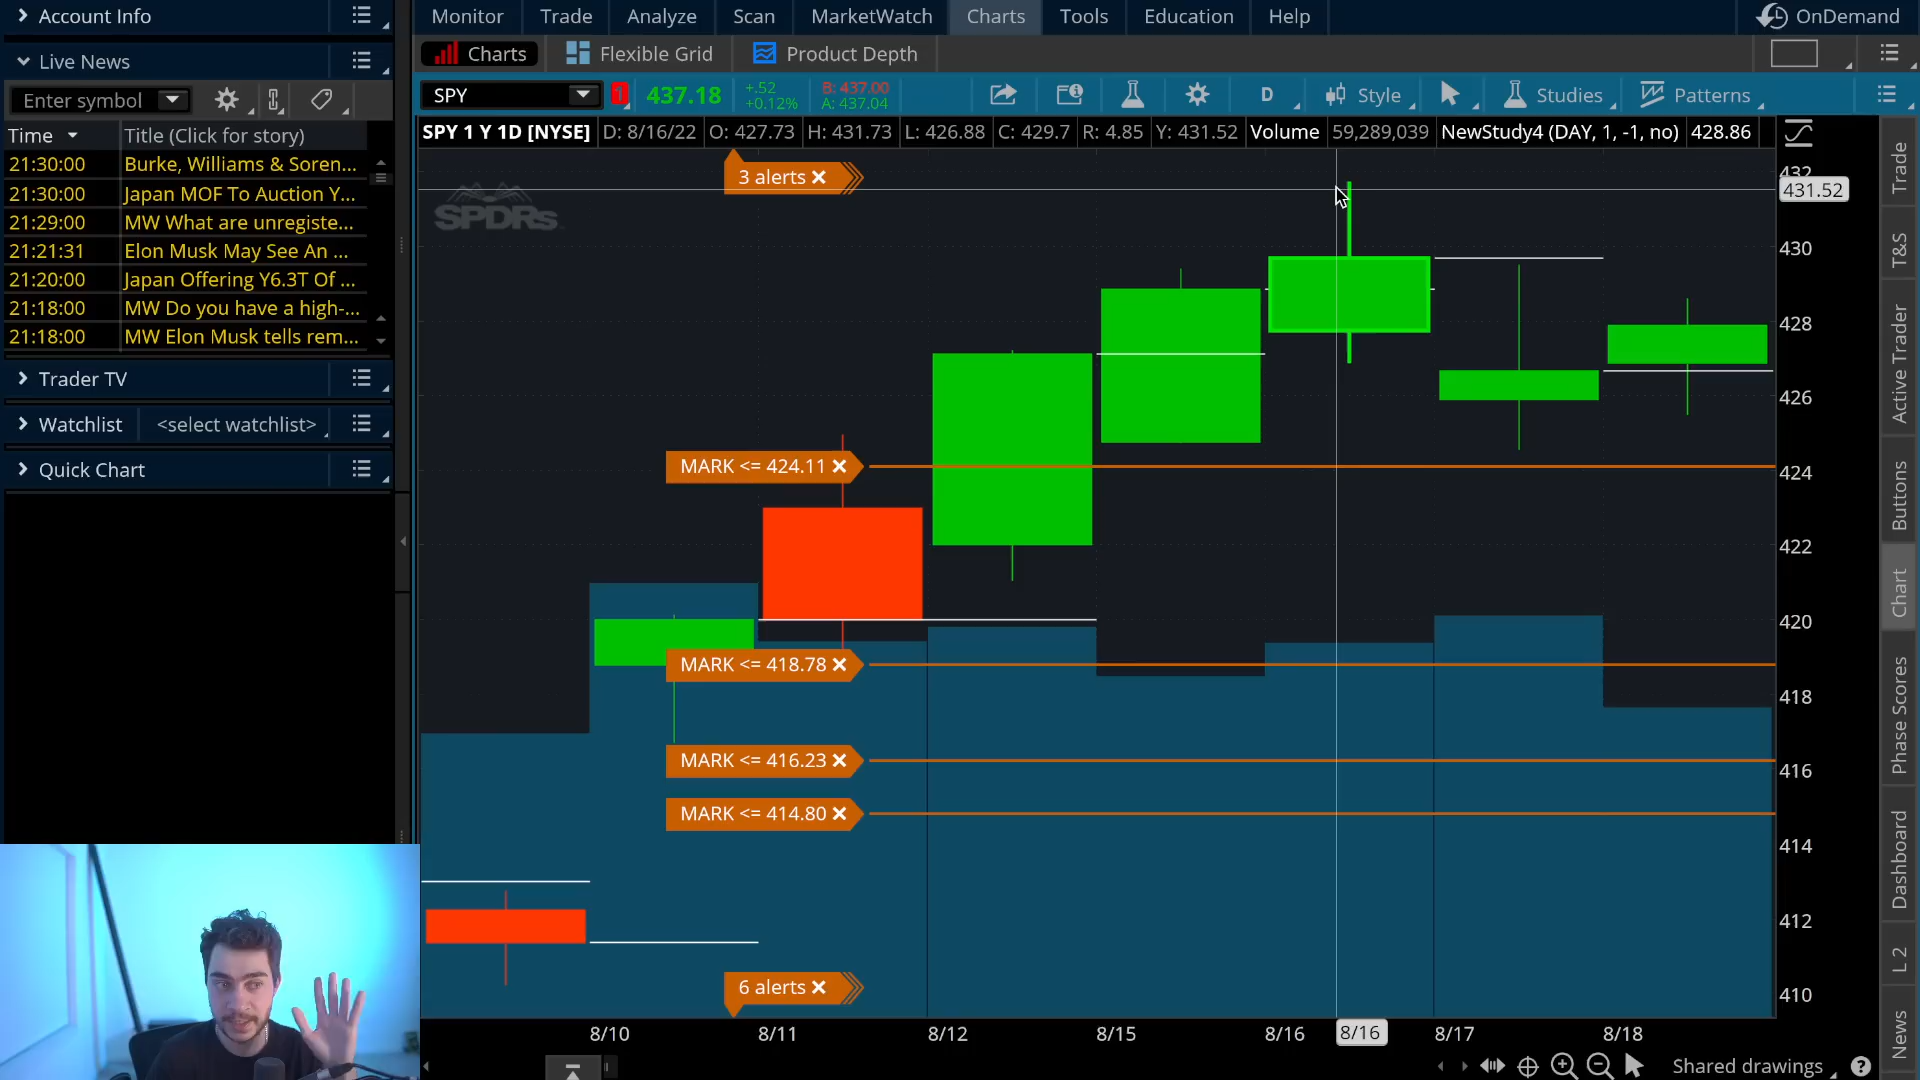 Account Info
Monitor Trade Analyze Scan MarketWatch Charts Tools Education Help OnDemand
Live News
Charts Flexible Grid Product Depth
Enter symbol
SPY 437.18 +.52 B: 437.00
+0.12% A: 437.04
D Style Studies Patterns
Time Title (Click for story)
SPY 1 Y 1D [NYSE] D: 8/16/22 O: 427.73 H: 431.73 L: 426.88 C: 429.7 R: 4.85 Y: 431.52 Volume 59,289,039 NewStudy4 (DAY, 1, -1, no) 428.86
21:30:00 Burke, Williams & Soren...
21:30:00 Japan MOF To Auction Y...
21:29:00 MW What are unregiste...
21:21:31 Elon Musk May See An ...
21:20:00 Japan Offering Y6.3T Of ...
21:18:00 MW Do you have a high-...
21:18:00 MW Elon Musk tells rem...
Trader TV
Watchlist <select watchlist>
Quick Chart
3 alerts
SPDRs
432
431.52
430
428
426
MARK <= 424.11
424
422
420
MARK <= 418.78
418
MARK <= 416.23
416
MARK <= 414.80
414
412
6 alerts
410
8/10 8/11 8/12 8/15 8/16 8/16 8/17 8/18
Shared drawings
Trade
T&S
Active Trader
Buttons
Chart
Phase Scores
Dashboard
L 2
News